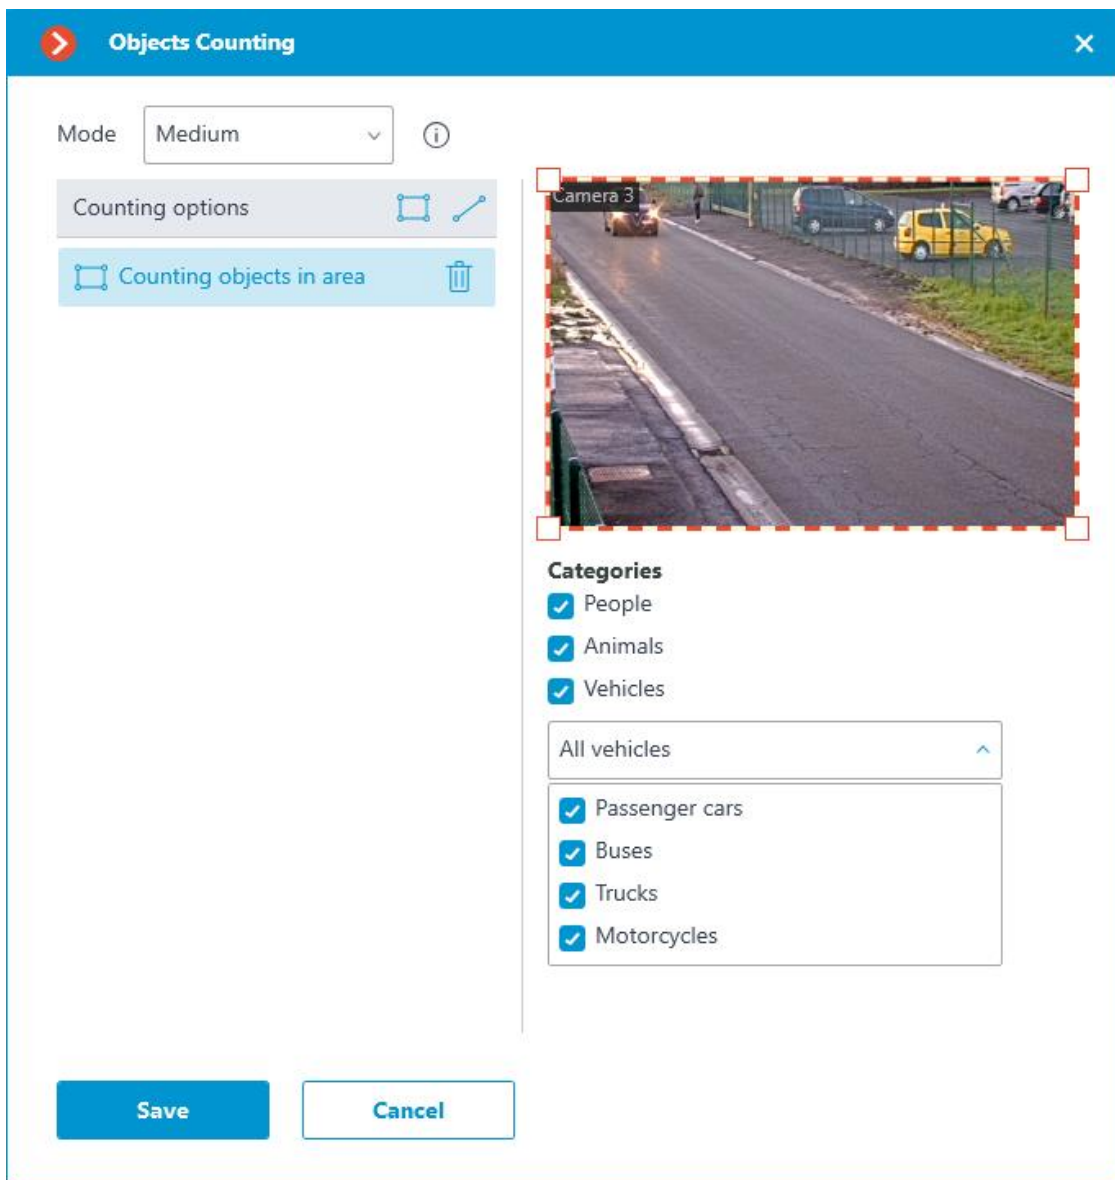 Objects Counting
Mode
Medium
Counting options
Counting objects in area
Camera 3
Categories
People
Animals
Vehicles
All vehicles
Passenger cars
Buses
Trucks
Motorcycles
Save
Cancel